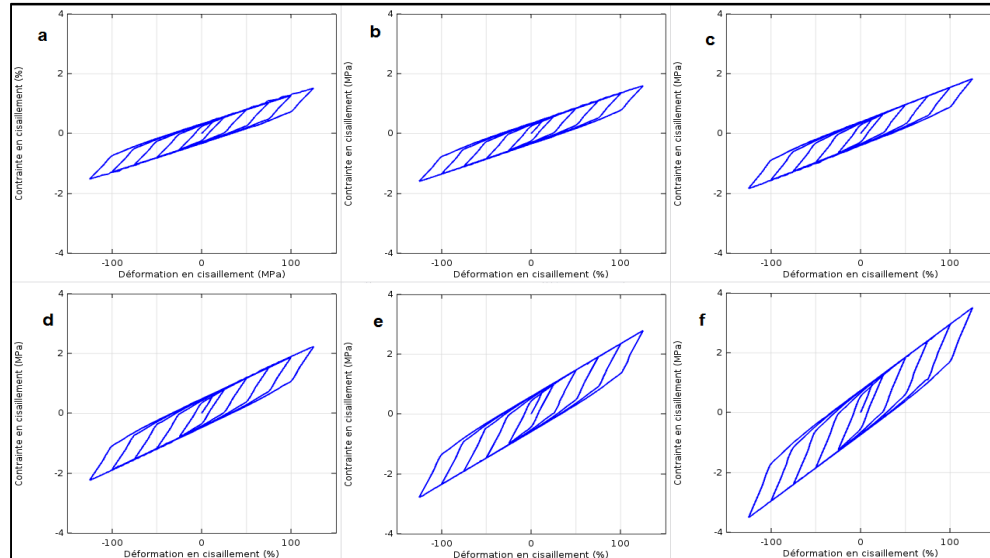 a
4
2
0
-2
-4
-100
0
100
Contrainte en cisaillement (%)
Déformation en cisaillement (MPa)
b
4
2
0
-2
-4
-100
0
100
Contrainte en cisaillement (MPa)
Déformation en cisaillement (%)
c
4
2
0
-2
-4
-100
0
100
Contrainte en cisaillement (MPa)
Déformation en cisaillement (%)
d
4
2
0
-2
-4
-100
0
100
Contrainte en cisaillement (MPa)
Déformation en cisaillement (%)
e
4
2
0
-2
-4
-100
0
100
Contrainte en cisaillement (MPa)
Déformation en cisaillement (%)
f
4
2
0
-2
-4
-100
0
100
Contrainte en cisaillement (MPa)
Déformation en cisaillement (%)